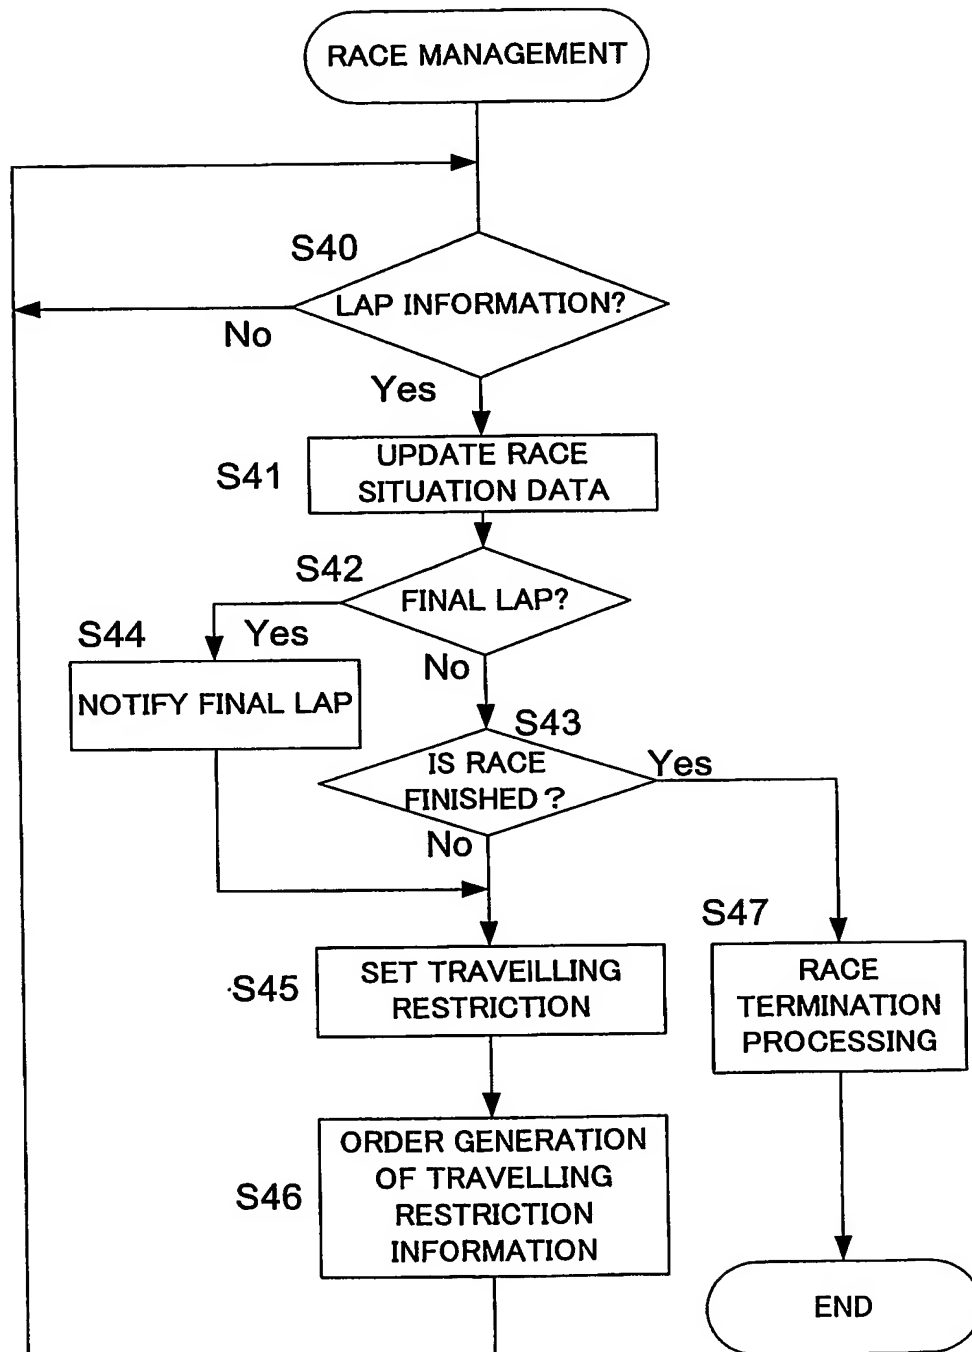 RACE MANAGEMENT
S40
LAP INFORMATION?
No
Yes
S41
UPDATE RACE
SITUATION DATA
S42
FINAL LAP?
Yes
S44
No
NOTIFY FINAL LAP
S43
IS RACE
FINISHED?
Yes
No
S47
S45
SET TRAVEILLING
RESTRICTION
RACE
TERMINATION
PROCESSING
S46
ORDER GENERATION
OF TRAVELLING
RESTRICTION
INFORMATION
END